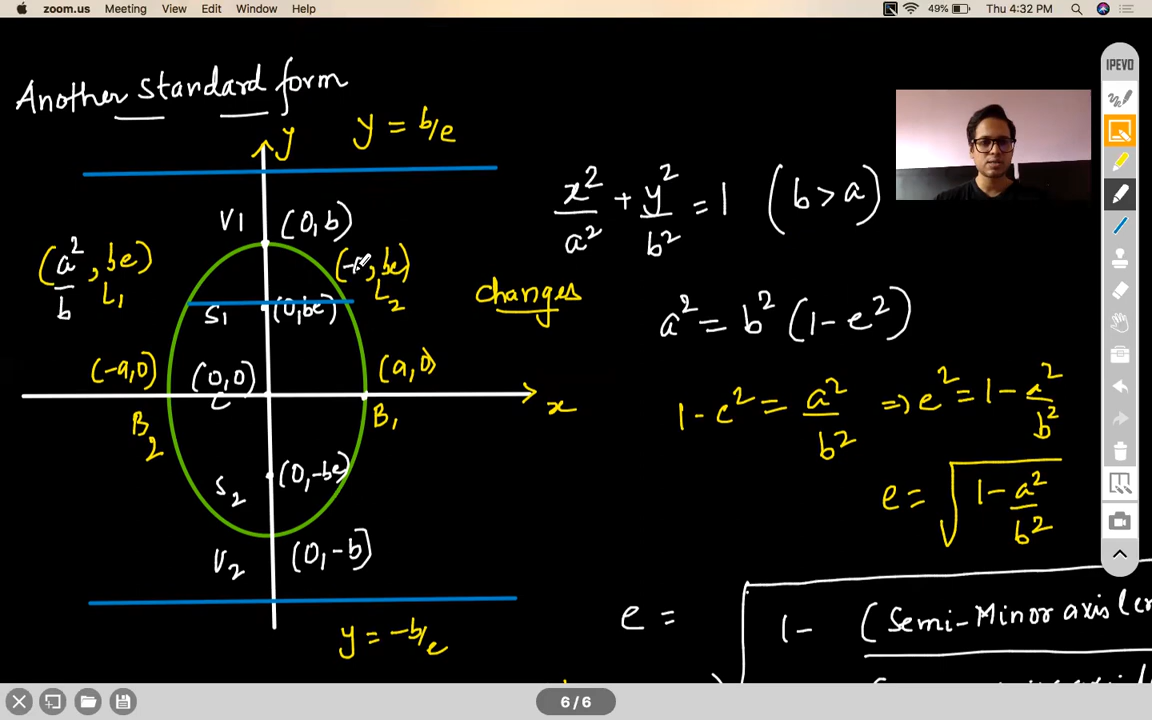 zoom.us Meeting View Edit Window Help 49% Thu 4:32 PM
IPEVO
Another standard form
y
y = b/e
V1 (0, b)
x²/a² + y²/b² = 1 (b > a)
(a²/b, be) L₁
be) L₂
changes
S₁ (0, be)
a² = b² (1 - e²)
(-a, 0) (0, 0) (a, 0)
C
x
B₂ B₁
1 - e² = a²/b² => e² = 1 - a²/b²
S₂ (0, -be)
e = √(1 - a²/b²)
V₂ (0, -b)
e = 1 - (Semi-Minor axis
y = -b/e
6 / 6